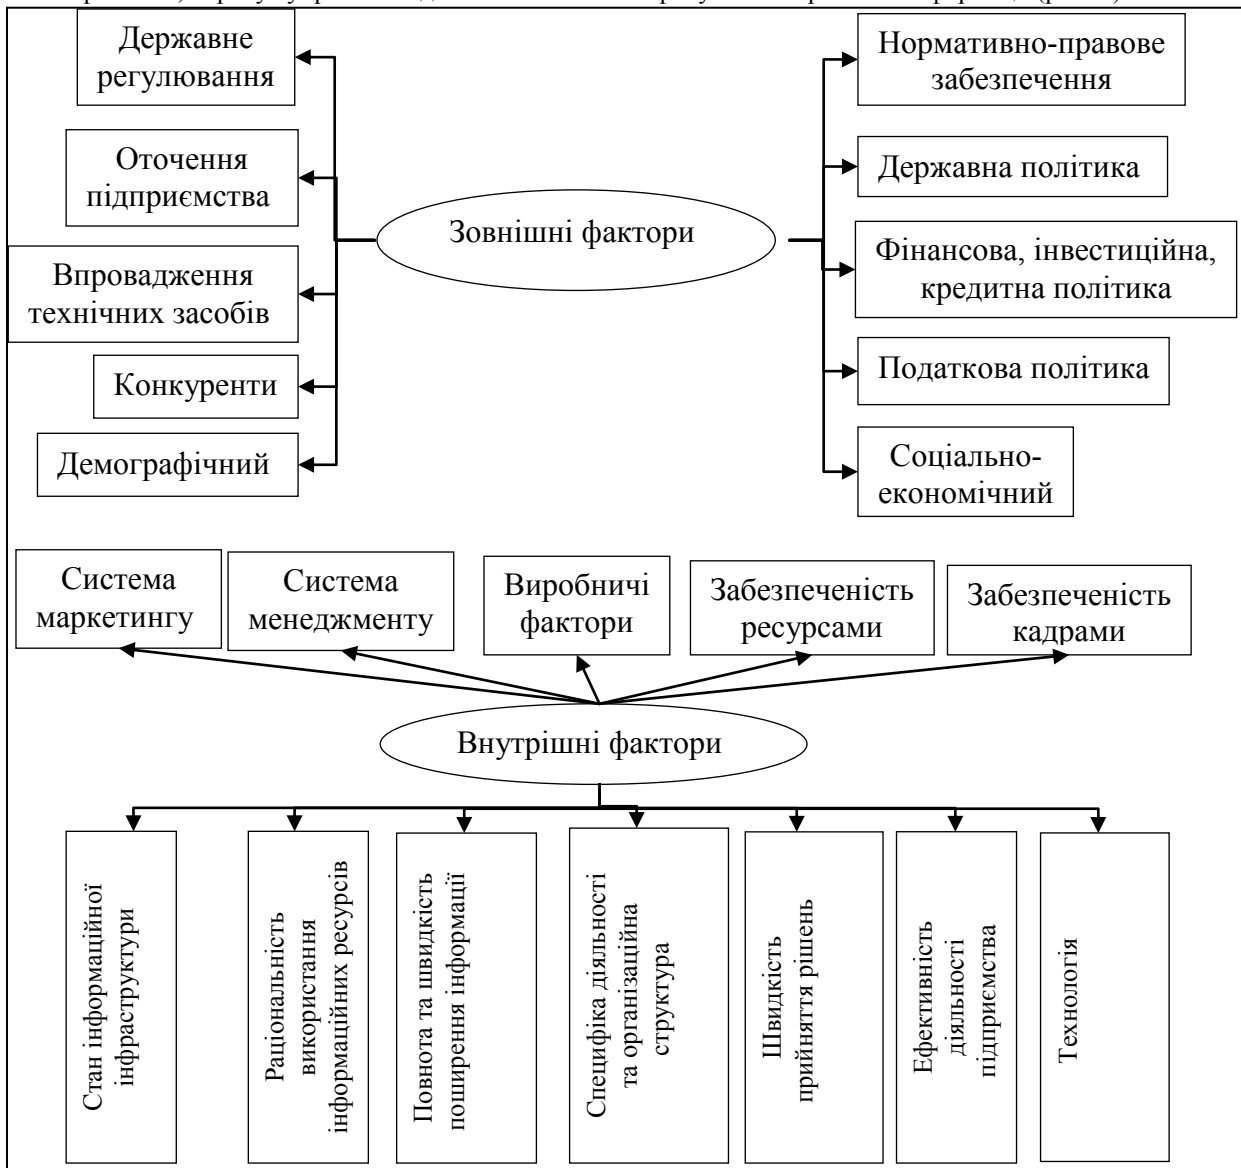 Державне
регулювання
Оточення
підприємства
Впровадження
технічних засобів
Конкуренти
Демографічний
Зовнішні фактори
Нормативно-правове
забезпечення
Державна політика
Фінансова, інвестиційна,
кредитна політика
Податкова політика
Соціально-
економічний
Система
маркетингу
Система
менеджменту
Виробничі
фактори
Забезпеченість
ресурсами
Забезпеченість
кадрами
Внутрішні фактори
Стан інформаційної
інфраструктури
Раціональність
використання
інформаційних ресурсів
Повнота та швидкість
поширення інформації
Специфіка діяльності
та організаційна
структура
Швидкість
прийняття рішень
Ефективність
діяльності
підприємства
Технологія